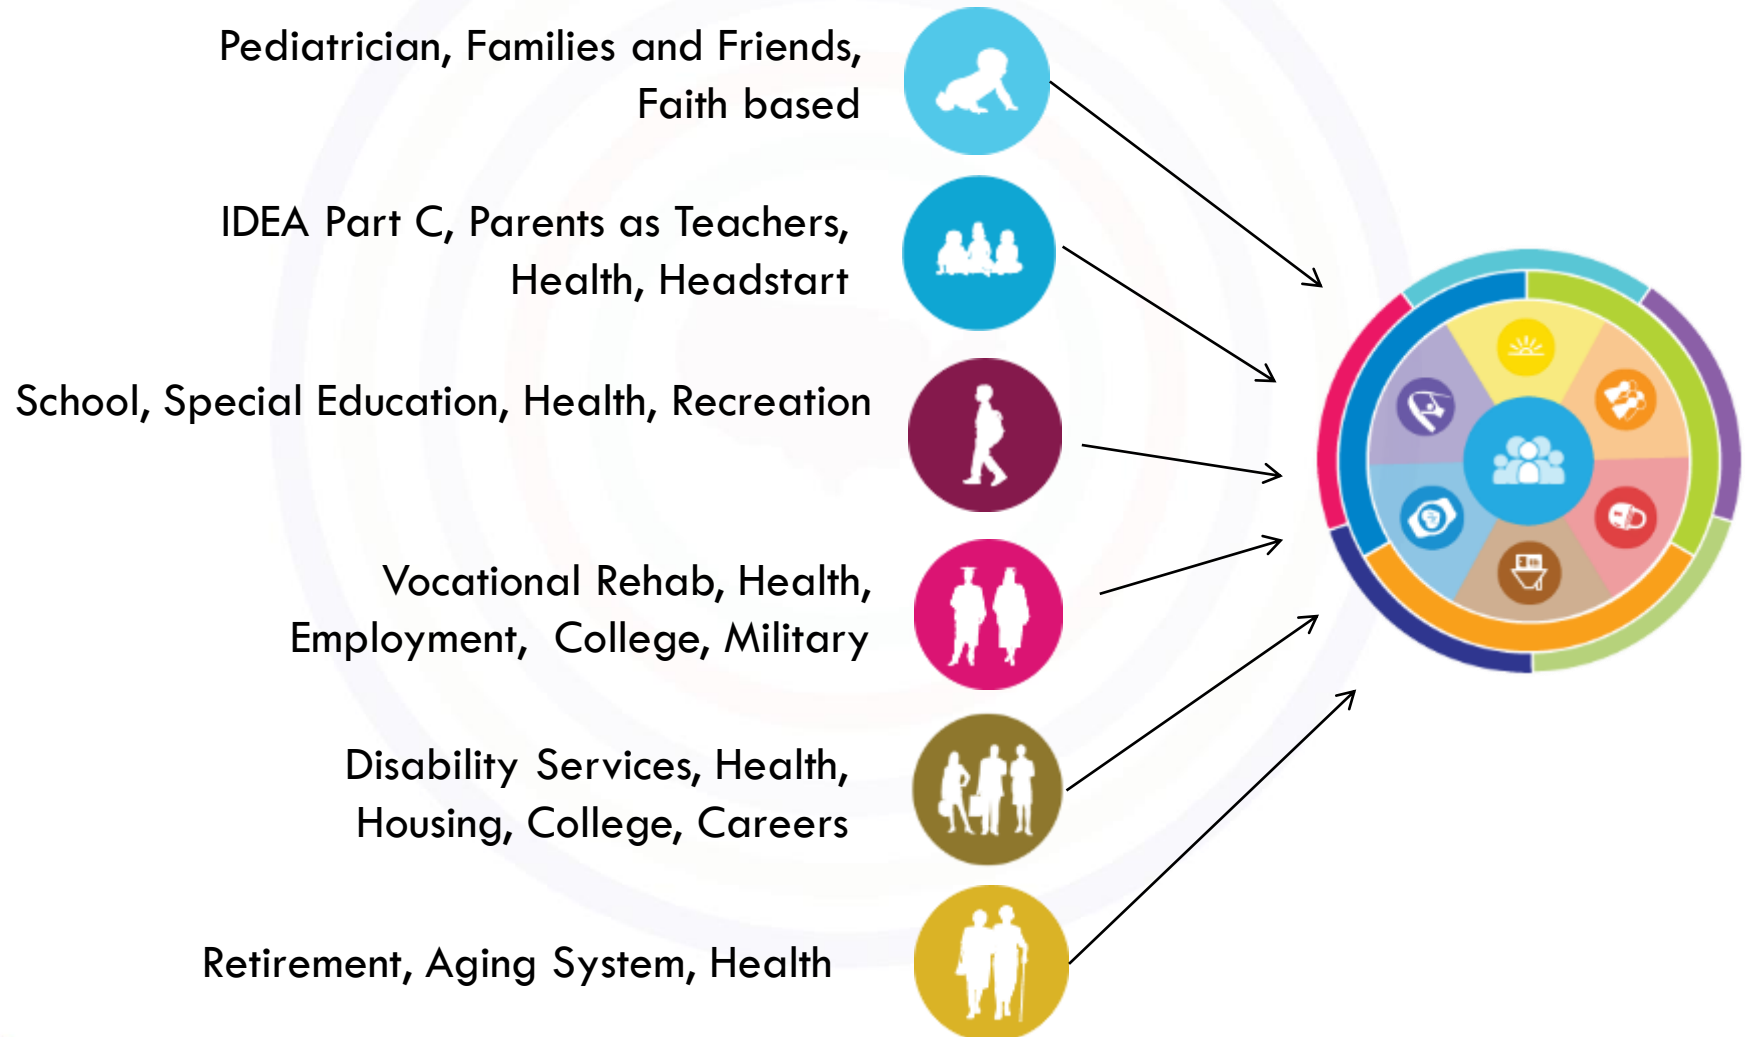 Pediatrician, Families and Friends,
Faith based
IDEA Part C, Parents as Teachers,
Health, Headstart
School, Special Education, Health, Recreation
Vocational Rehab, Health,
Employment, College, Military
Disability Services, Health,
Housing, College, Careers
Retirement, Aging System, Health